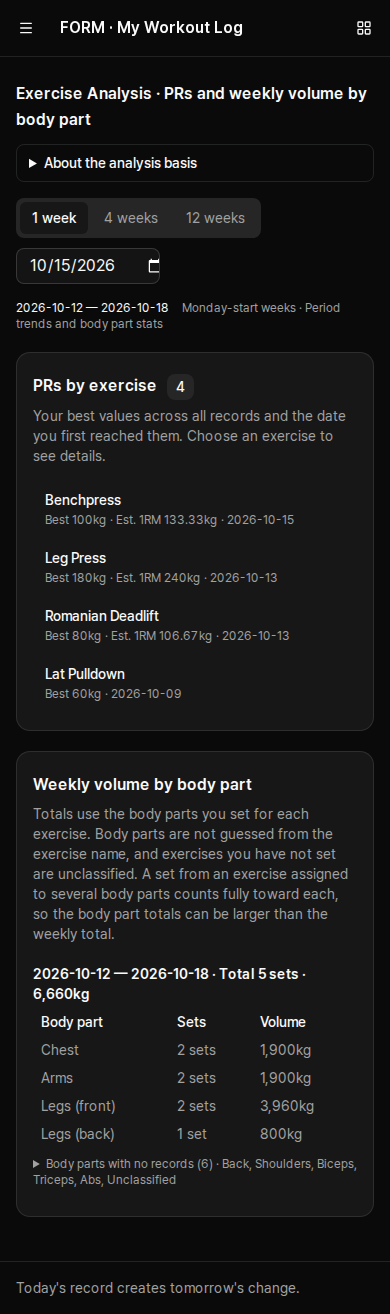 FORM · My Workout Log
Exercise Analysis · PRs and weekly volume by
body part
About the analysis basis
1 week 4 weeks 12 weeks
10/15/2026
2026-10-12 — 2026-10-18 Monday-start weeks · Period
trends and body part stats
PRs by exercise 4
Your best values across all records and the date
you first reached them. Choose an exercise to
see details.
Benchpress
Best 100kg · Est. 1RM 133.33kg · 2026-10-15
Leg Press
Best 180kg · Est. 1RM 240kg · 2026-10-13
Romanian Deadlift
Best 80kg · Est. 1RM 106.67kg · 2026-10-13
Lat Pulldown
Best 60kg · 2026-10-09
Weekly volume by body part
Totals use the body parts you set for each
exercise. Body parts are not guessed from the
exercise name, and exercises you have not set
are unclassified. A set from an exercise assigned
to several body parts counts fully toward each,
so the body part totals can be larger than the
weekly total.
2026-10-12 — 2026-10-18 · Total 5 sets ·
6,660kg
Body part Sets Volume
Chest 2 sets 1,900kg
Arms 2 sets 1,900kg
Legs (front) 2 sets 3,960kg
Legs (back) 1 set 800kg
Body parts with no records (6) · Back, Shoulders, Biceps,
Triceps, Abs, Unclassified
Today's record creates tomorrow's change.